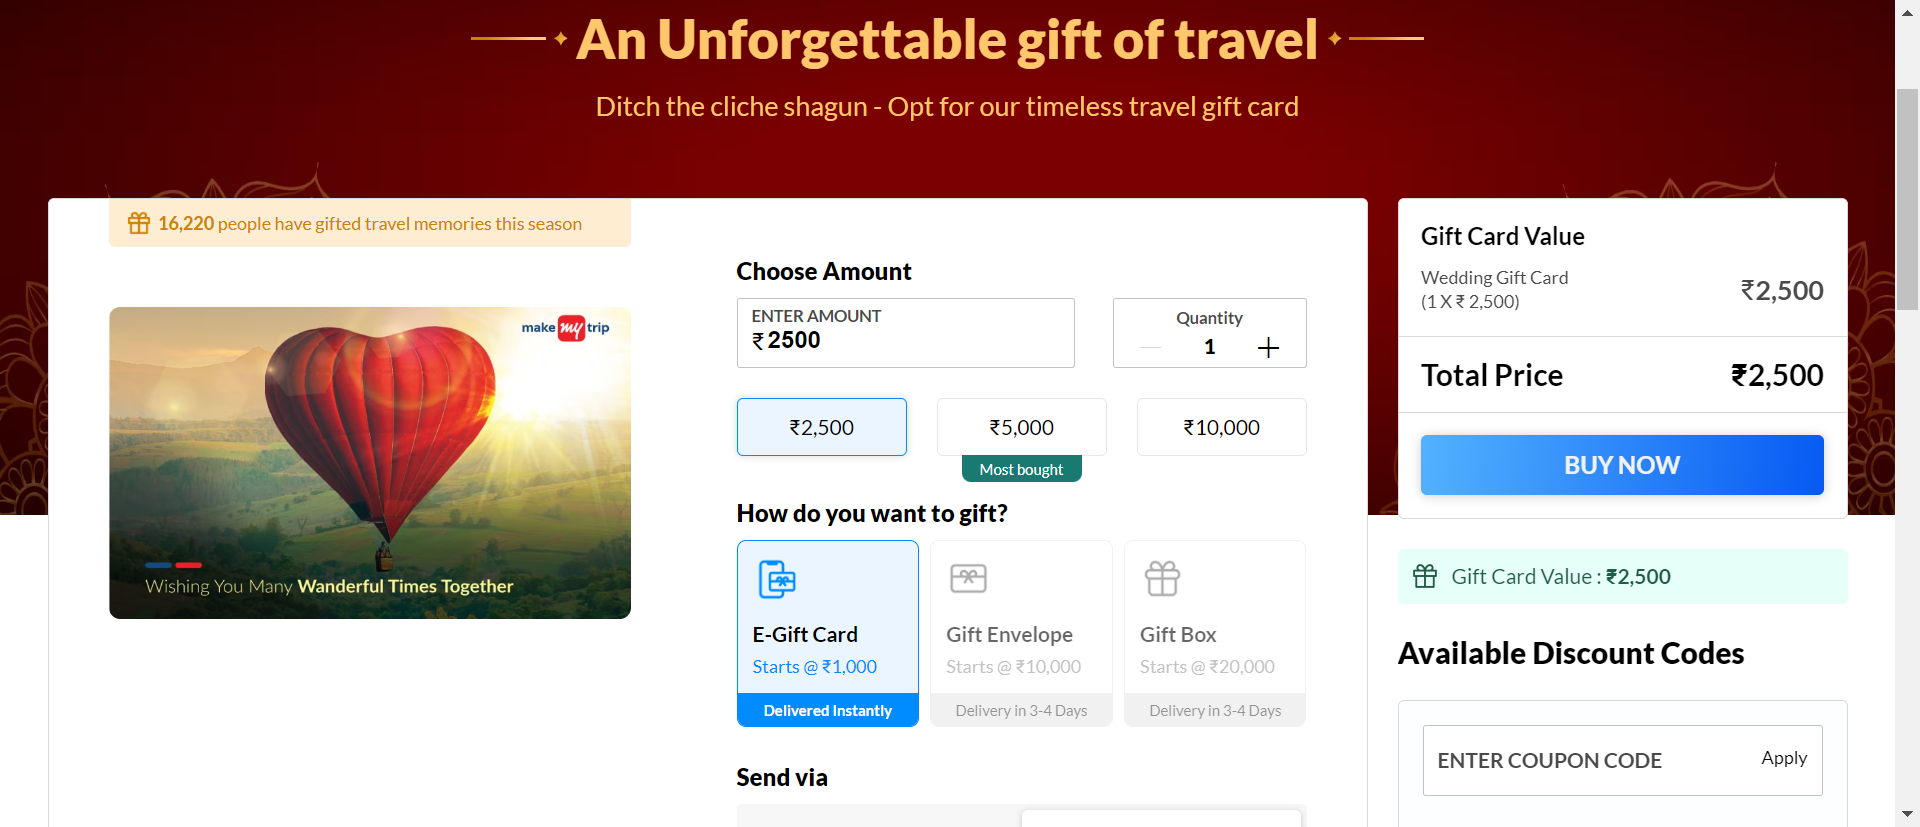 An Unforgettable gift of travel
Ditch the cliche shagun - Opt for our timeless travel gift card
16,220 people have gifted travel memories this season
make my trip
Wishing You Many Wanderful Times Together
Choose Amount
ENTER AMOUNT
₹ 2500
Quantity
1
₹2,500
₹5,000
₹10,000
Most bought
How do you want to gift?
E-Gift Card
Starts @ ₹1,000
Delivered Instantly
Gift Envelope
Starts @ ₹10,000
Delivery in 3-4 Days
Gift Box
Starts @ ₹20,000
Delivery in 3-4 Days
Send via
Gift Card Value
Wedding Gift Card
(1 X ₹ 2,500)
₹2,500
Total Price
₹2,500
BUY NOW
Gift Card Value : ₹2,500
Available Discount Codes
ENTER COUPON CODE
Apply